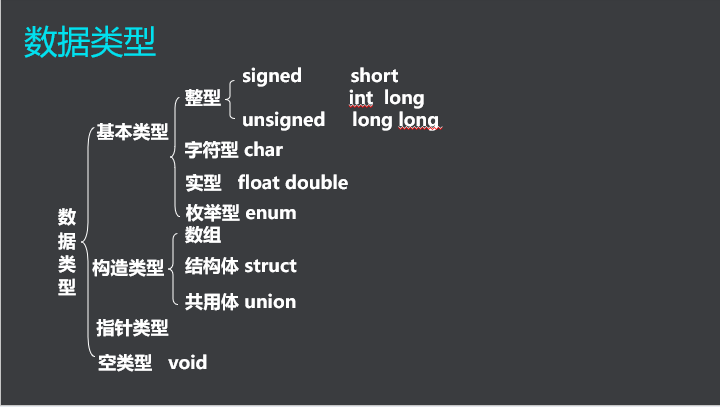 数据类型
signed short
整型 int long
unsigned long long
基本类型
字符型 char
实型 float double
枚举型 enum
数据类型
数组
构造类型 结构体 struct
共用体 union
指针类型
空类型 void